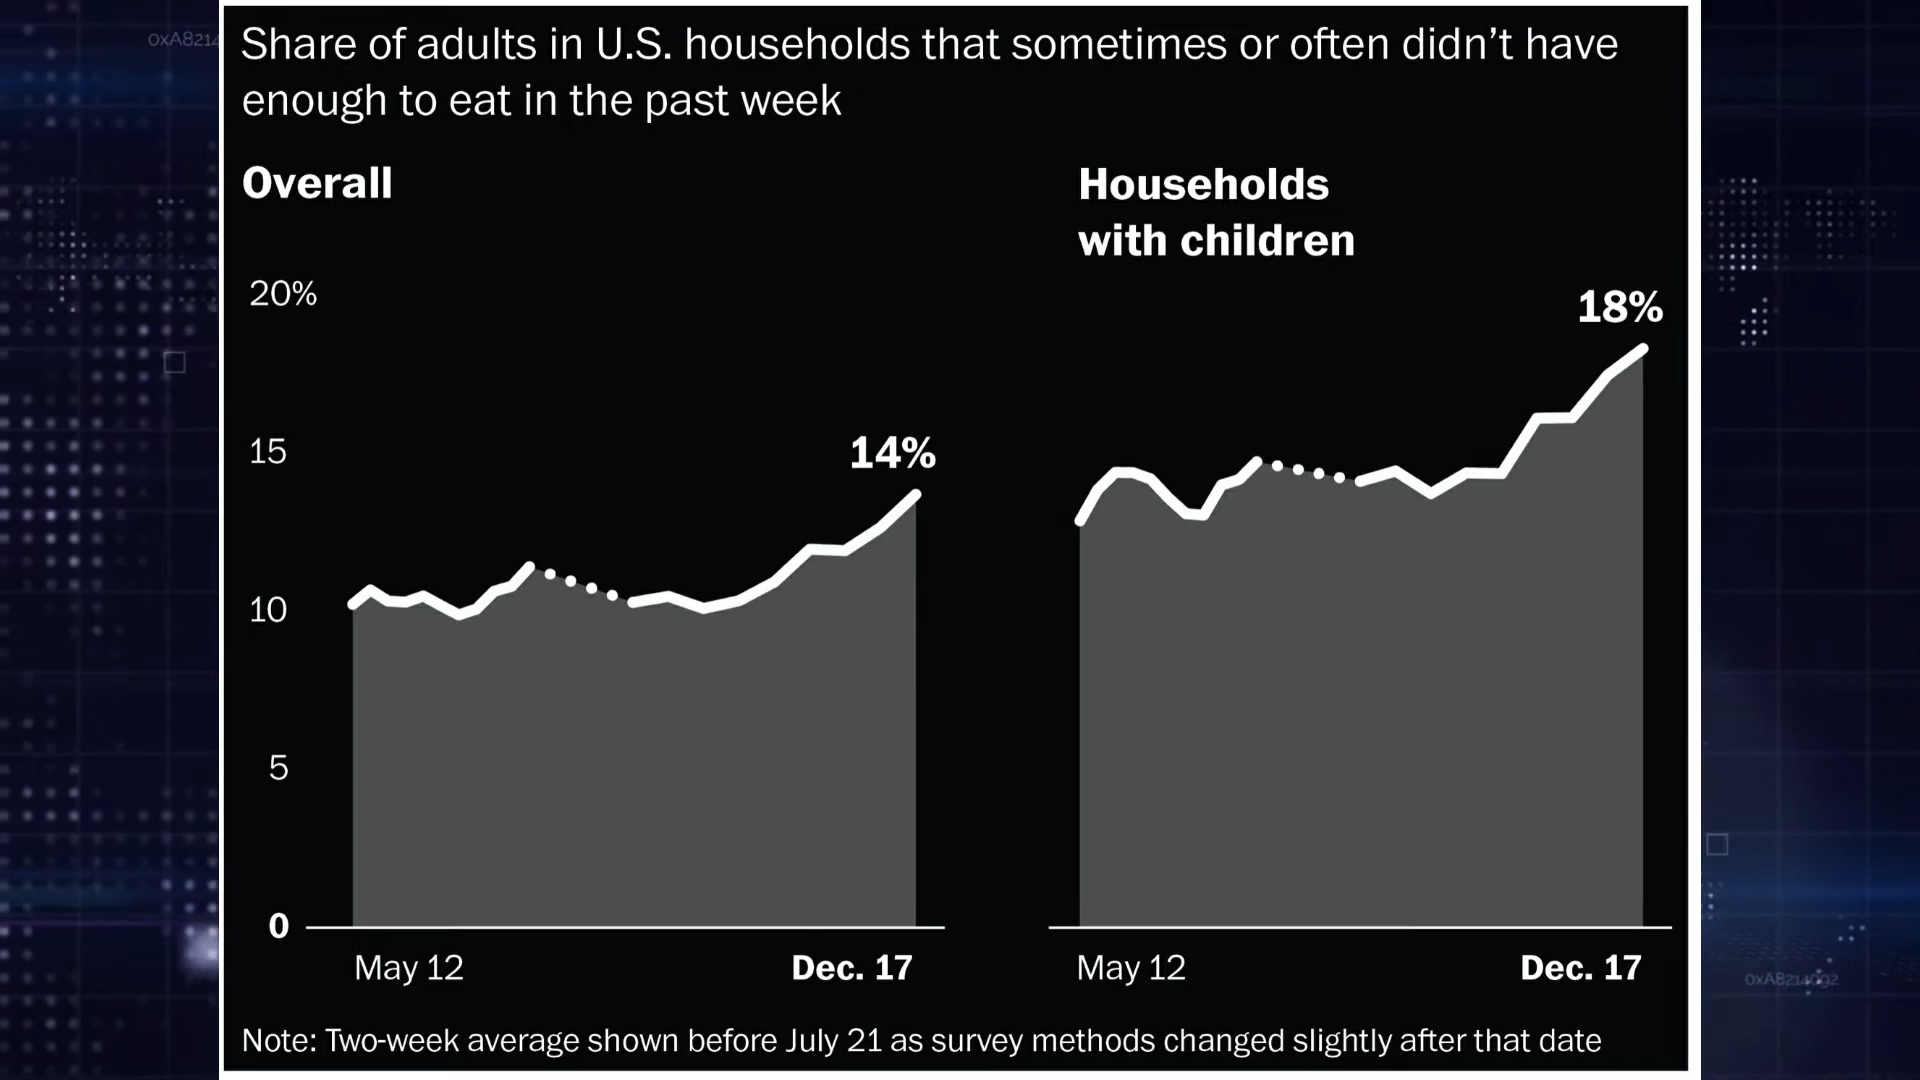 0xA8214
Share of adults in U.S. households that sometimes or often didn't have
enough to eat in the past week
Overall
Households
with children
20%
15
10
5
0
14%
18%
May 12
Dec. 17
May 12
Dec. 17
0xA8214092
Note: Two-week average shown before July 21 as survey methods changed slightly after that date